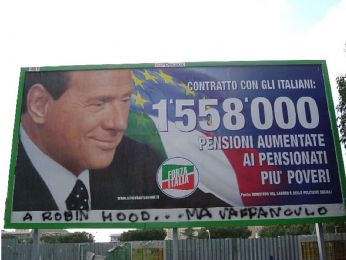 CONTRATTO CON GLI ITALIANI:
1'558'000
PENSIONI AUMENTATE
AI PENSIONATI
PIU' POVERI
FORZA
ITALIA
A ROBIN HOOD... MA VAFFANCULO